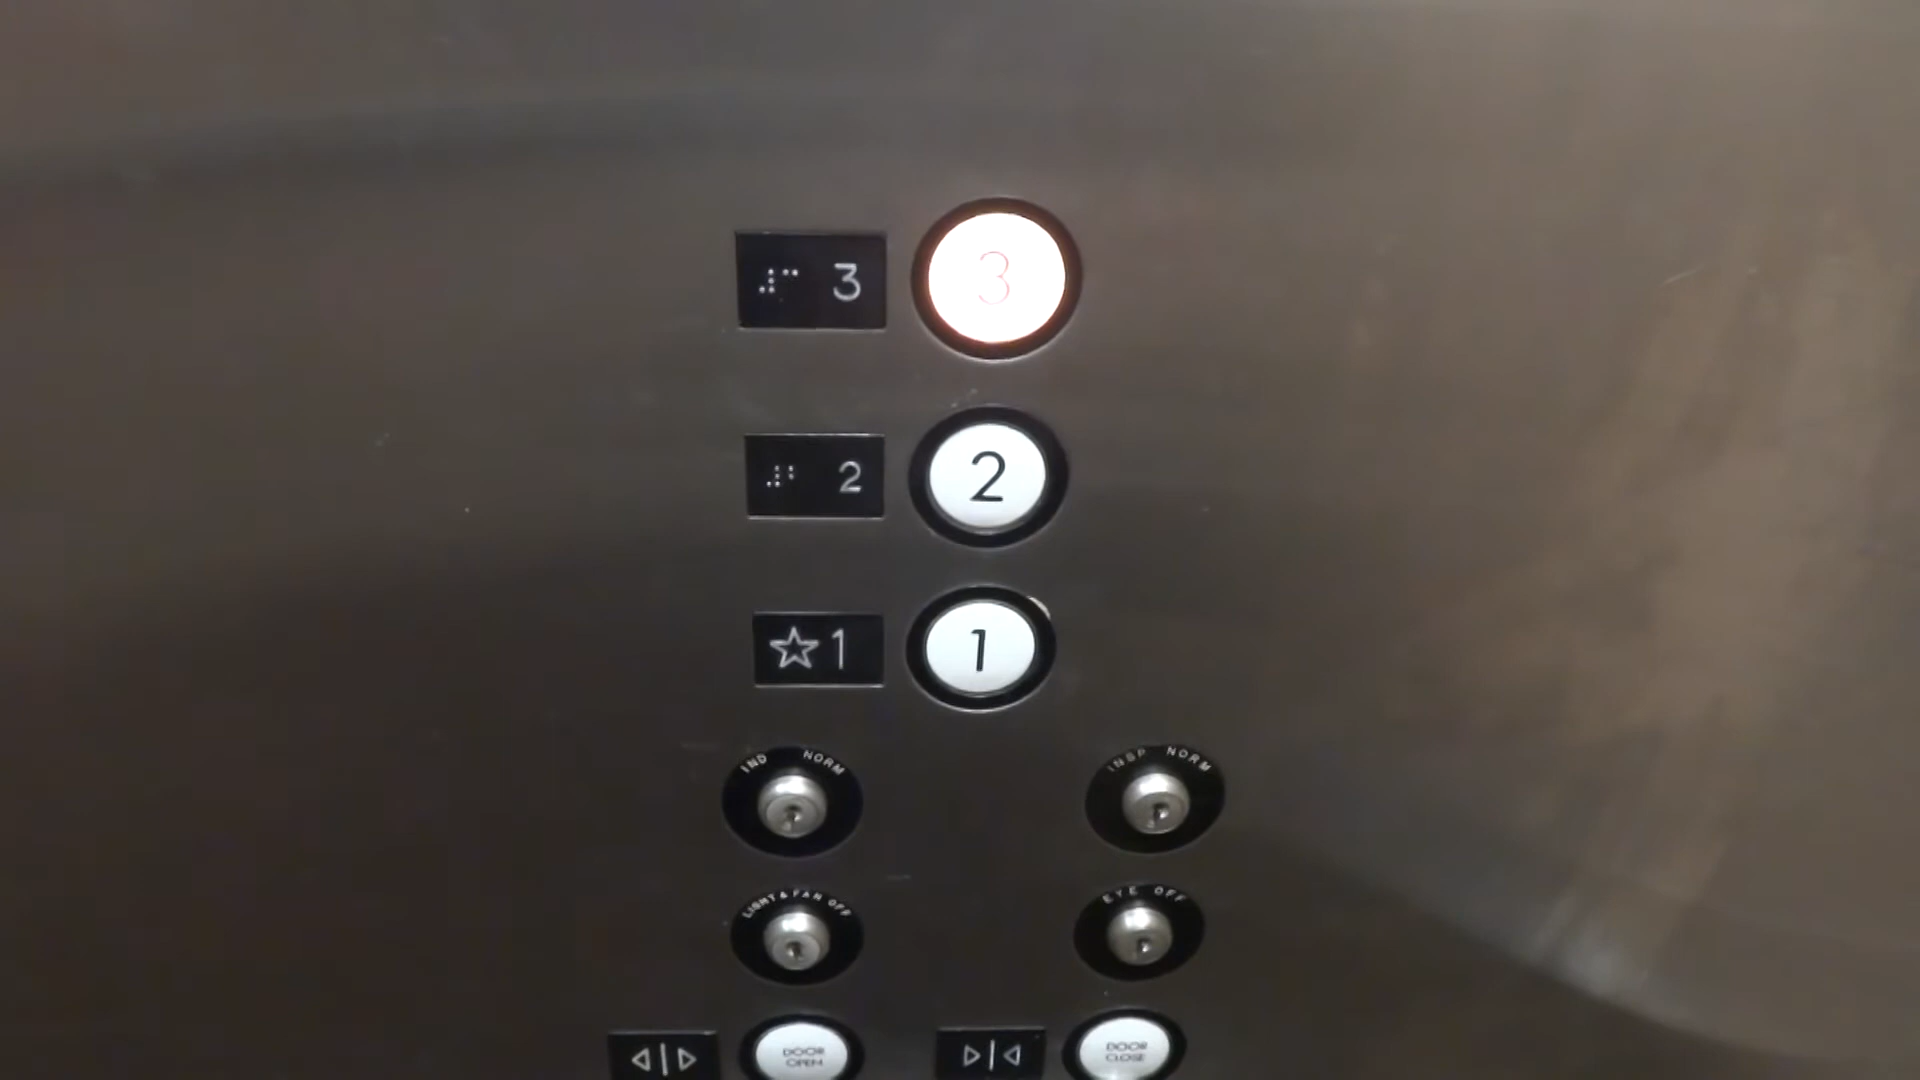 3 3
2 2
☆1 1
IND NORM INSP NORM
LIGHT & FAN OFF EYE OFF
DOOR OPEN DOOR CLOSE